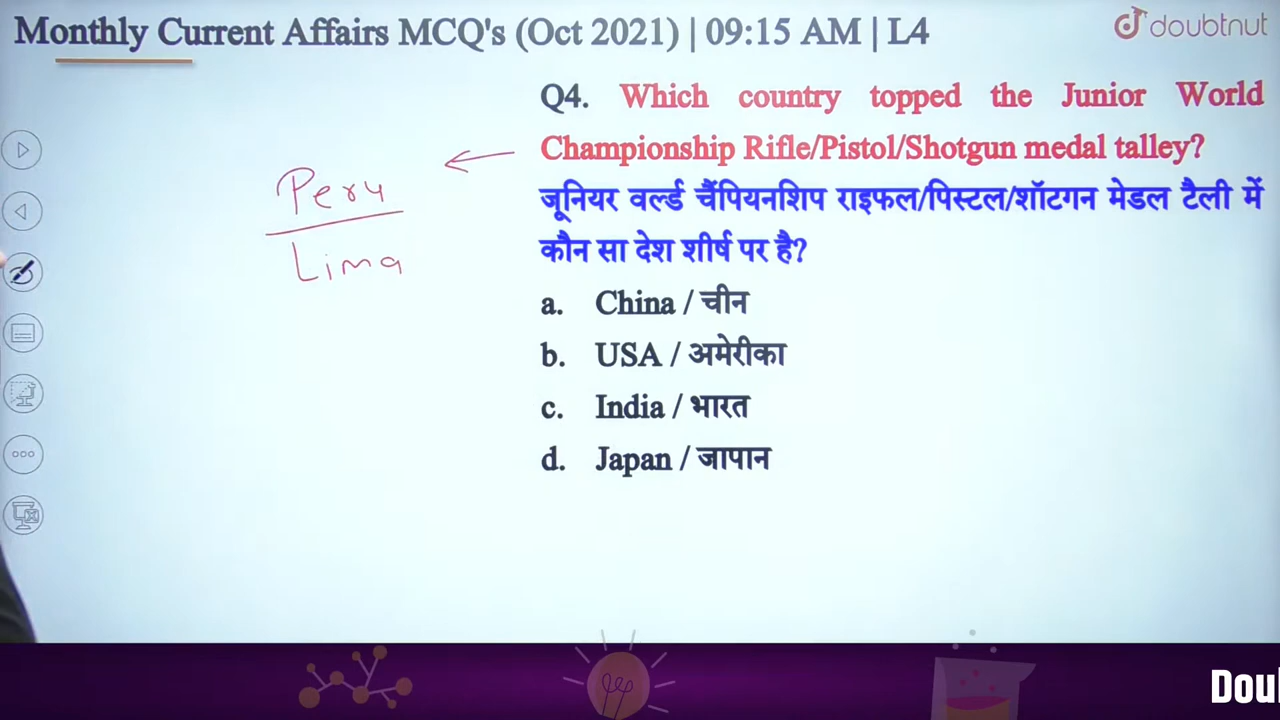 Monthly Current Affairs MCQ's (Oct 2021) | 09:15 AM | L4
doubtnut
Q4. Which country topped the Junior World
Championship Rifle/Pistol/Shotgun medal talley?
जूनियर वर्ल्ड चैंपियनशिप राइफल/पिस्टल/शॉटगन मेडल टैली में
कौन सा देश शीर्ष पर है?
Peru
Lima
a. China / चीन
b. USA / अमेरीका
c. India / भारत
d. Japan / जापान
Dou